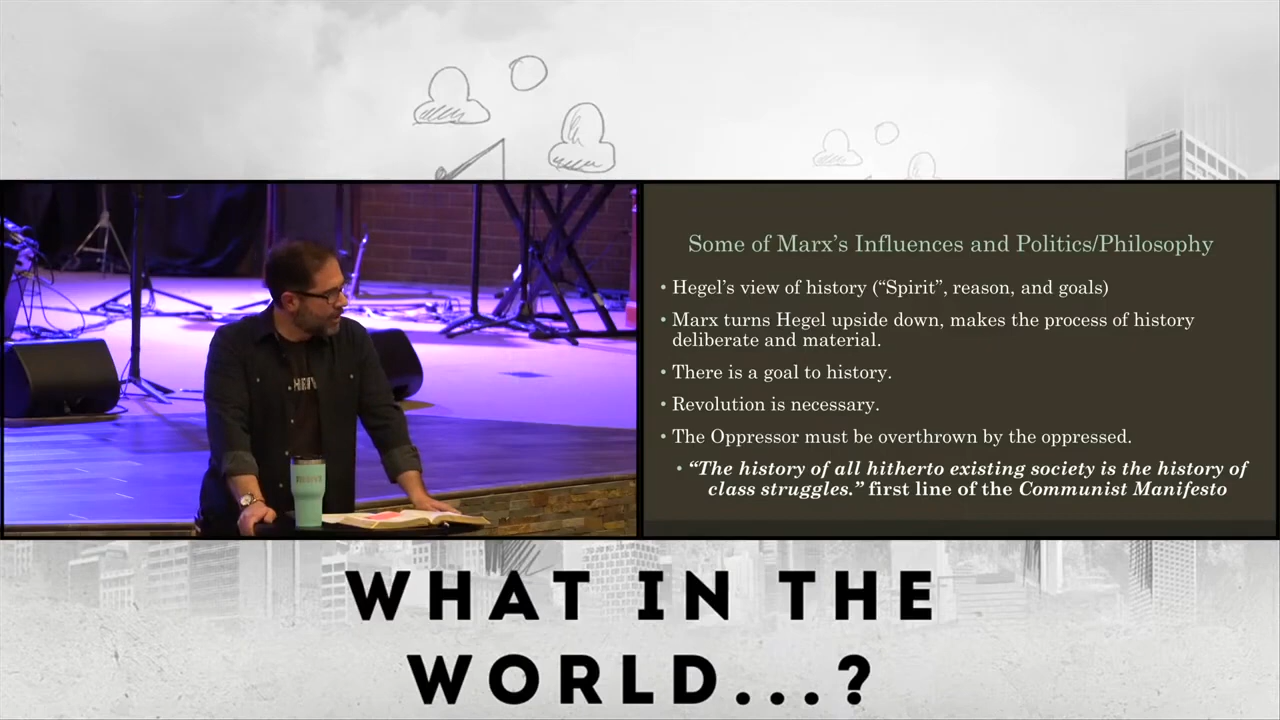 Some of Marx's Influences and Politics/Philosophy
• Hegel's view of history (“Spirit”, reason, and goals)
• Marx turns Hegel upside down, makes the process of history
deliberate and material.
• There is a goal to history.
• Revolution is necessary.
• The Oppressor must be overthrown by the oppressed.
• “The history of all hitherto existing society is the history of
class struggles.” first line of the Communist Manifesto
WHAT IN THE
WORLD...?